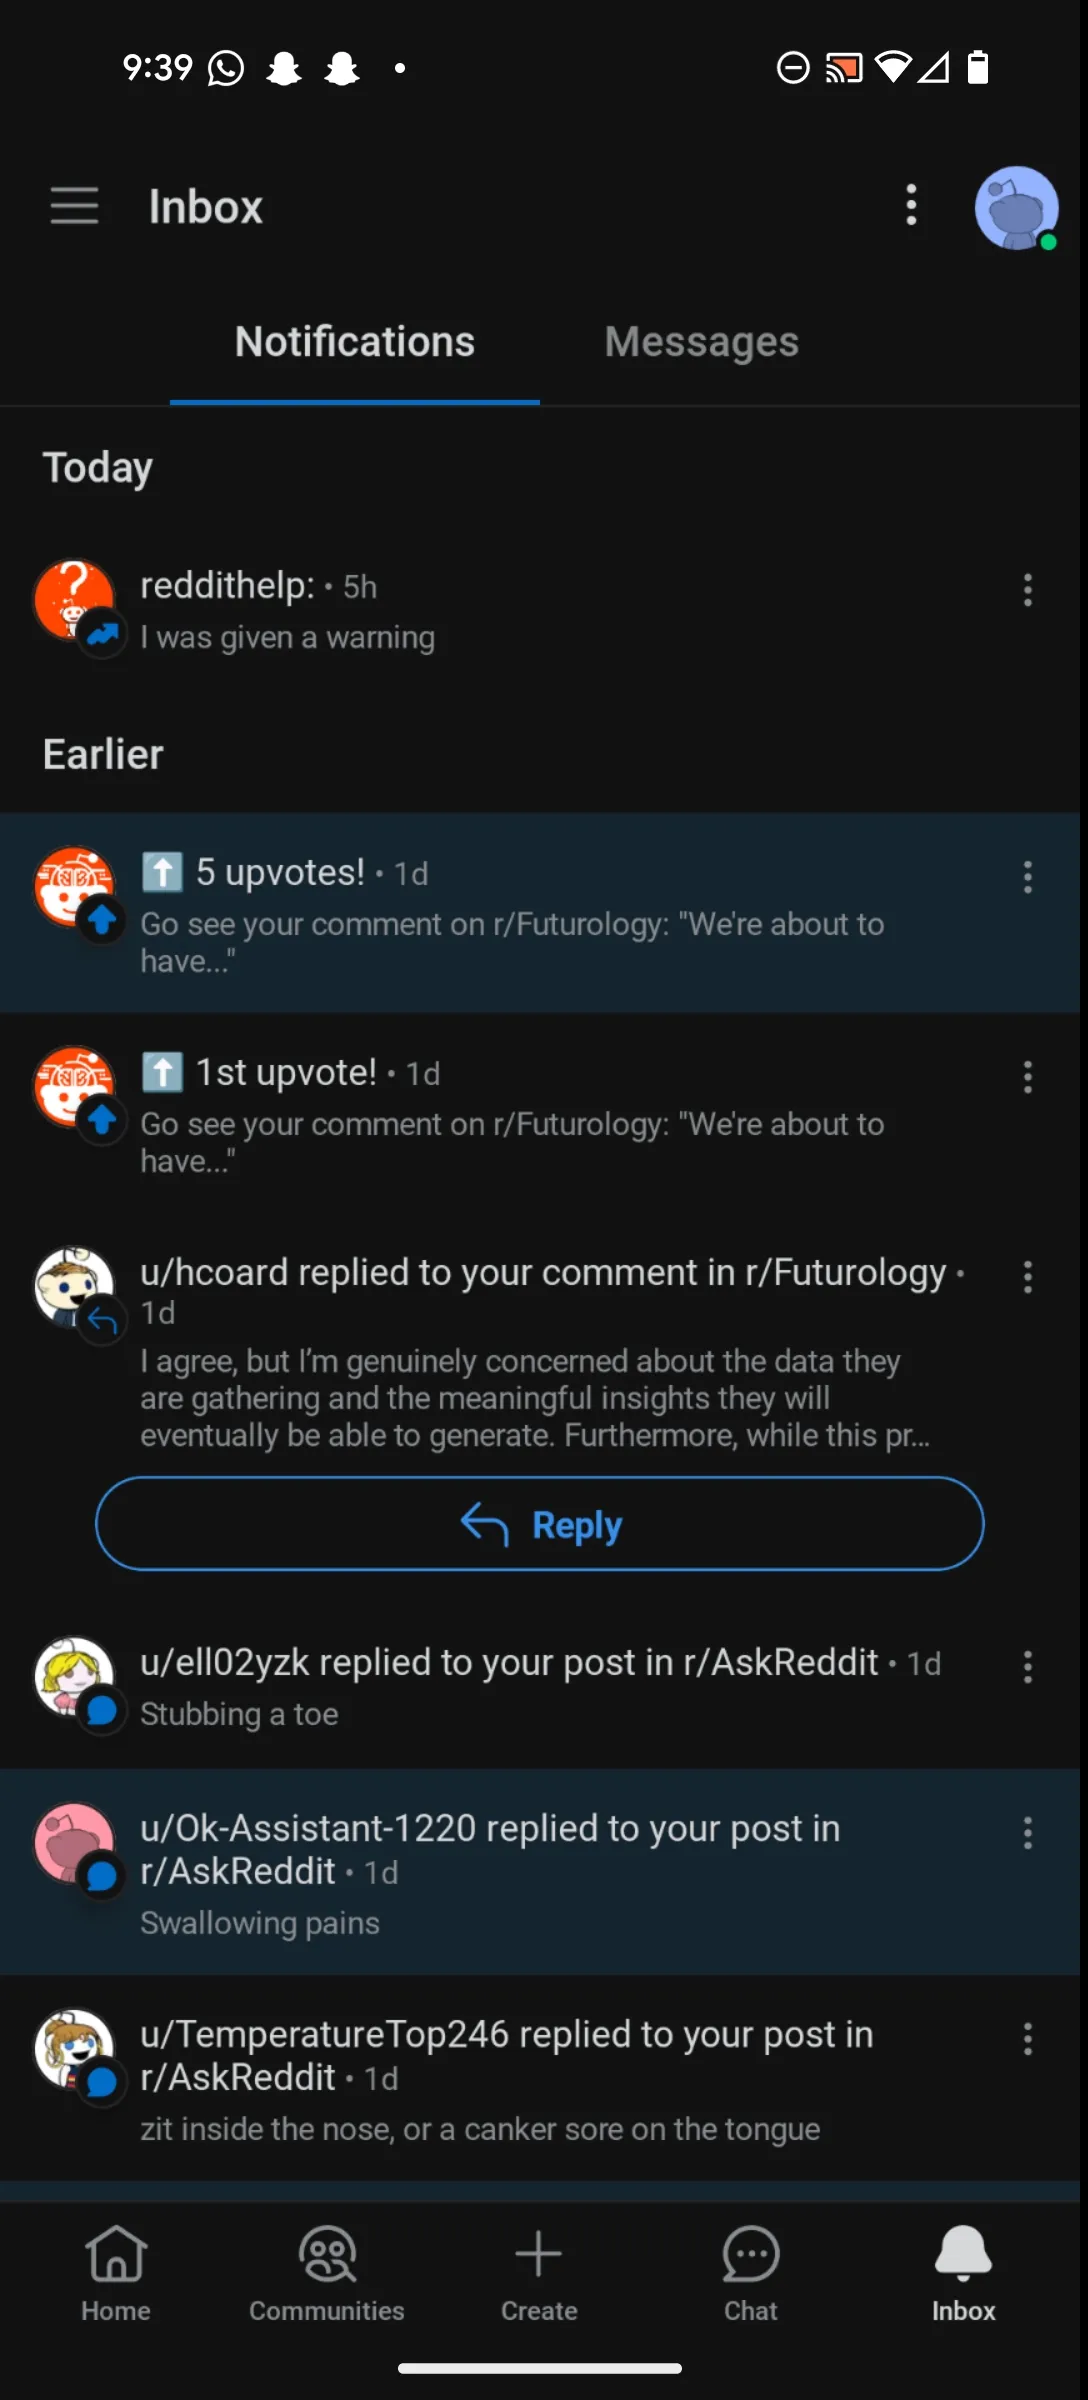 9:39
Inbox
Notifications
Messages
Today
reddithelp: • 5h
I was given a warning
Earlier
⬆️ 5 upvotes! • 1d
Go see your comment on r/Futurology: "We're about to
have..."
⬆️ 1st upvote! • 1d
Go see your comment on r/Futurology: "We're about to
have..."
u/hcoard replied to your comment in r/Futurology •
1d
I agree, but I’m genuinely concerned about the data they
are gathering and the meaningful insights they will
eventually be able to generate. Furthermore, while this pr...
Reply
u/ell02yzk replied to your post in r/AskReddit • 1d
Stubbing a toe
u/Ok-Assistant-1220 replied to your post in
r/AskReddit • 1d
Swallowing pains
u/TemperatureTop246 replied to your post in
r/AskReddit • 1d
zit inside the nose, or a canker sore on the tongue
Home
Communities
Create
Chat
Inbox